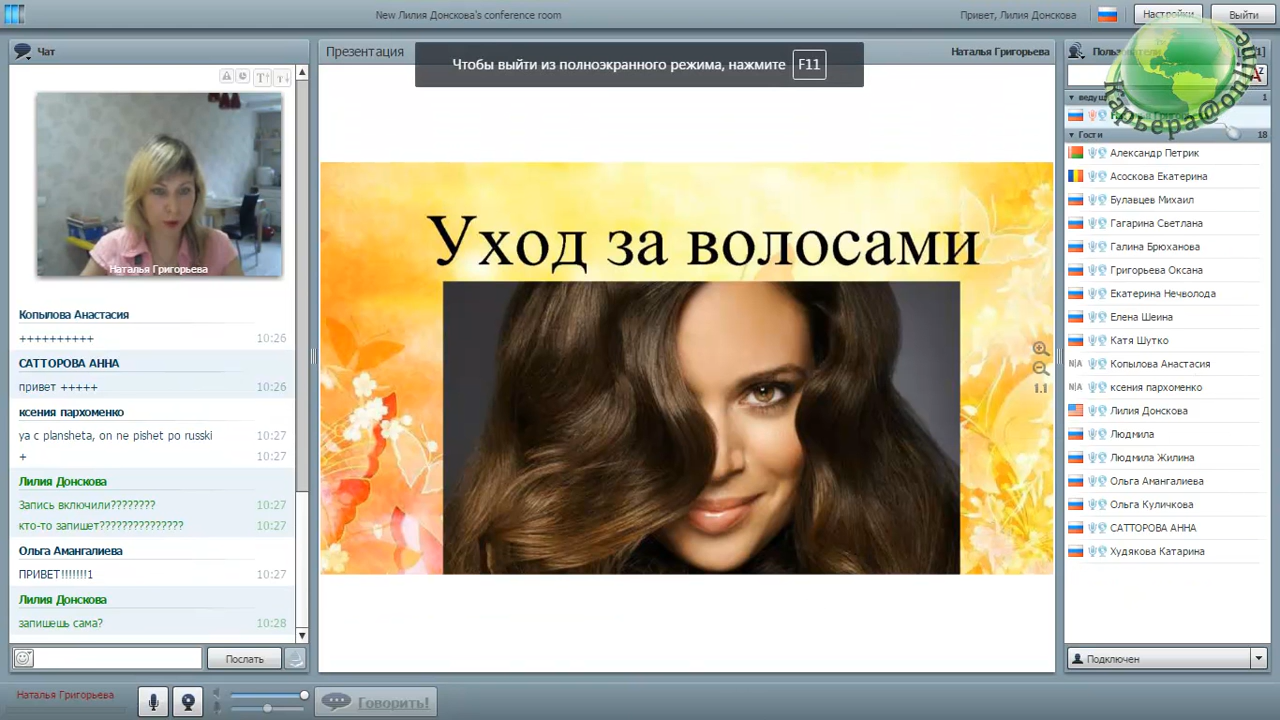 New Лилия Донскова's conference room
Привет, Лилия Донскова
Настройки
Выйти
Чат
Наталья Григорьева
Копылова Анастасия
++++++++++ 10:26
САТТОРОВА АННА
привет +++++ 10:26
ксения пархоменко
ya c plansheta, on ne pishet po russki 10:27
+ 10:27
Лилия Донскова
Запись включили???????? 10:27
кто-то запишет??????????????? 10:27
Ольга Амангалиева
ПРИВЕТ!!!!!!!1 10:27
Лилия Донскова
запишешь сама? 10:28
Послать
Презентация
Наталья Григорьева
Чтобы выйти из полноэкранного режима, нажмите F11
Уход за волосами
1.1
Карьера@online
1
Гости 18
Александр Петрик
Асоскова Екатерина
Булавцев Михаил
Гагарина Светлана
Галина Брюханова
Григорьева Оксана
Екатерина Нечволода
Елена Шеина
Катя Шутко
N/A Копылова Анастасия
N/A ксения пархоменко
Лилия Донскова
Людмила
Людмила Жилина
Ольга Амангалиева
Ольга Куличкова
САТТОРОВА АННА
Худякова Катарина
Подключен
Наталья Григорьева
Говорить!